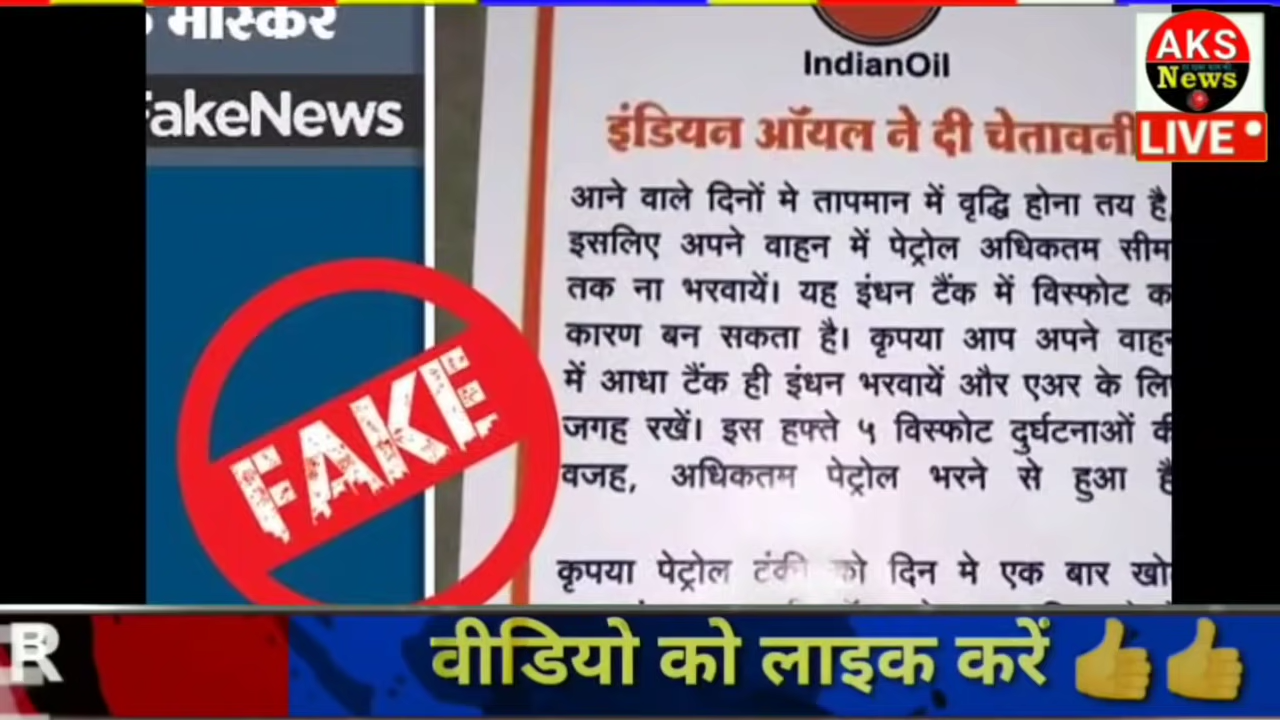 भास्कर
FakeNews
FAKE
IndianOil
इंडियन ऑयल ने दी चेतावनी
आने वाले दिनों मे तापमान में वृद्धि होना तय है,
इसलिए अपने वाहन में पेट्रोल अधिकतम सीम
तक ना भरवायें। यह इंधन टैंक में विस्फोट क
कारण बन सकता है। कृपया आप अपने वाहन
में आधा टैंक ही इंधन भरवायें और एअर के लि
जगह रखें। इस हफ्ते ५ विस्फोट दुर्घटनाओं की
वजह, अधिकतम पेट्रोल भरने से हुआ है
कृपया पेट्रोल टंकी को दिन मे एक बार खो
AKS
News
LIVE
वीडियो को लाइक करें 👍👍